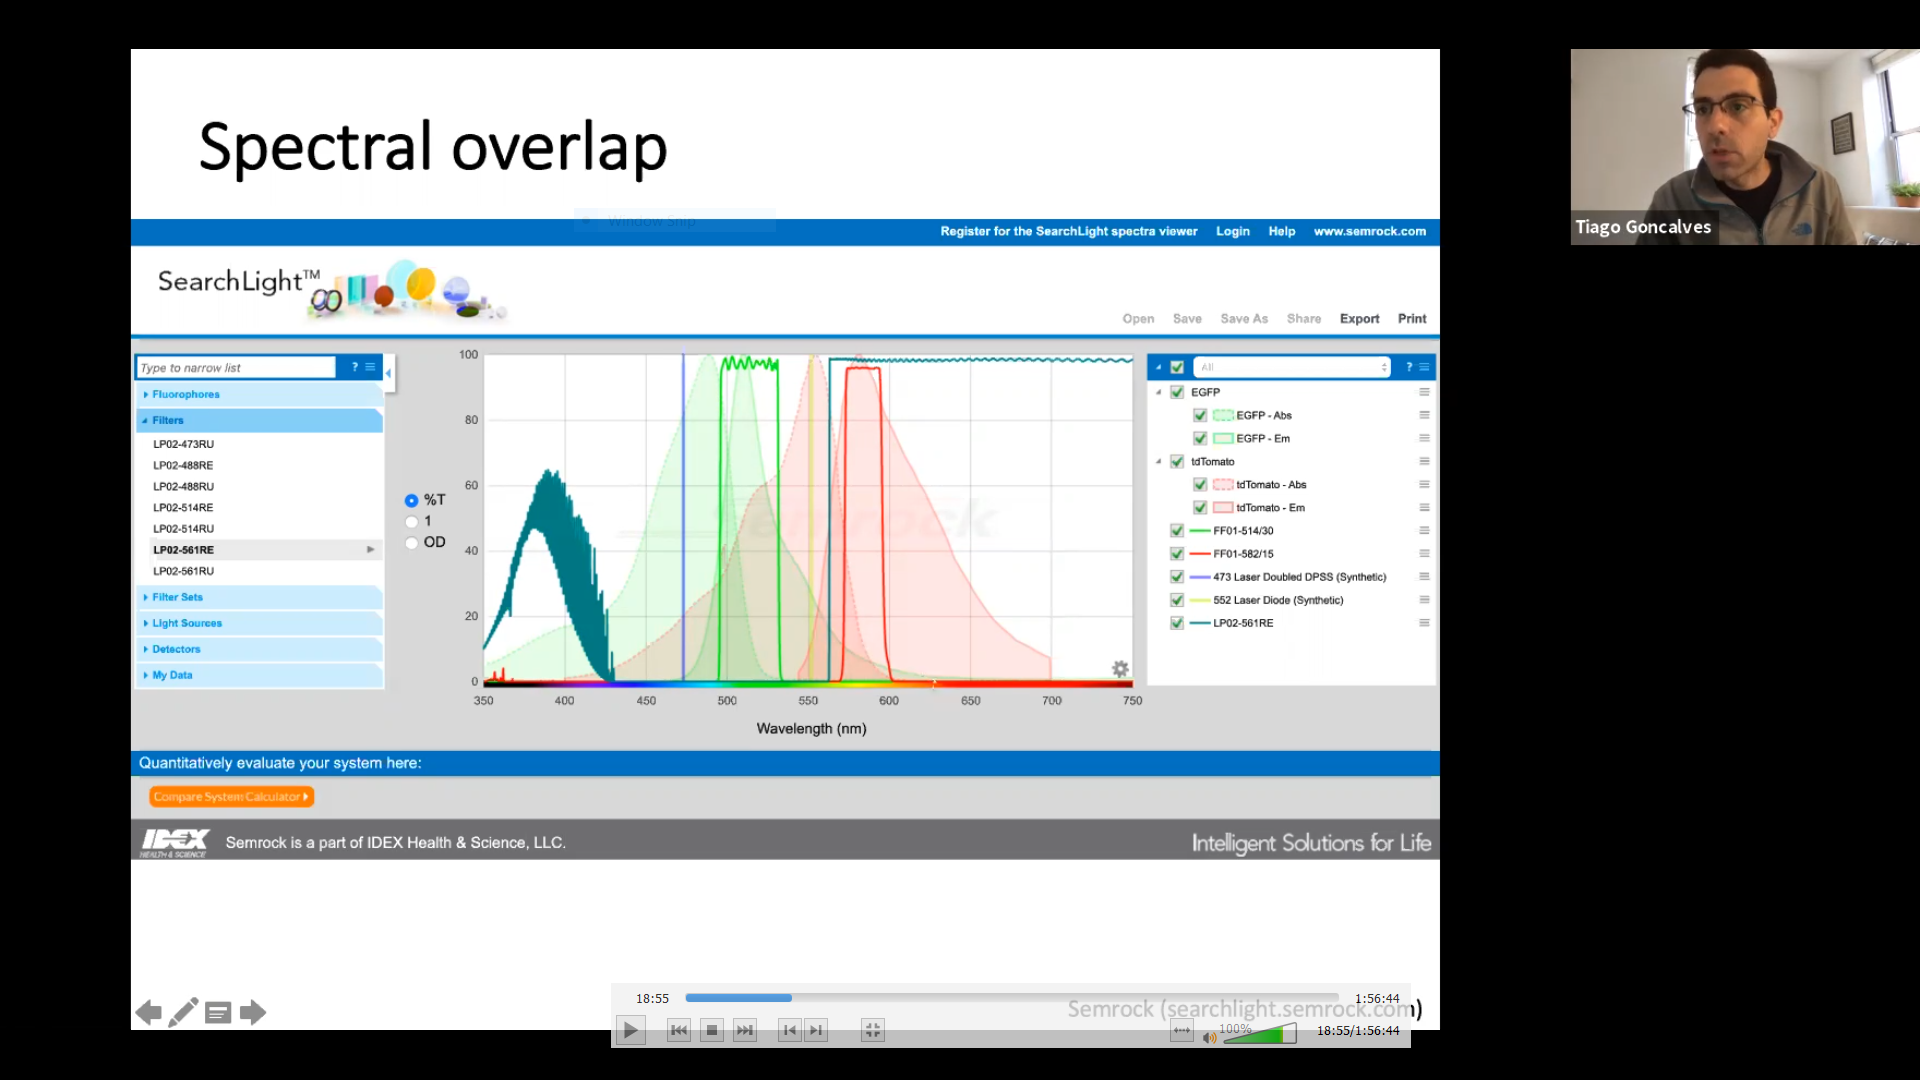 Spectral overlap
Tiago Goncalves
Window Snip
Register for the SearchLight spectra viewer Login Help www.semrock.com
SearchLight™
Open Save Save As Share Export Print
Type to narrow list ?
Fluorophores
Filters
LP02-473RU
LP02-488RE
LP02-488RU
LP02-514RE
LP02-514RU
LP02-561RE
LP02-561RU
Filter Sets
Light Sources
Detectors
My Data
%T
1
OD
100
80
60
40
20
0
Semrock
350 400 450 500 550 600 650 700 750
Wavelength (nm)
All ?
EGFP
EGFP - Abs
EGFP - Em
tdTomato
tdTomato - Abs
tdTomato - Em
FF01-514/30
FF01-582/15
473 Laser Doubled DPSS (Synthetic)
552 Laser Diode (Synthetic)
LP02-561RE
Quantitatively evaluate your system here:
Compare System Calculator
IDEX
HEALTH & SCIENCE
Semrock is a part of IDEX Health & Science, LLC.
Intelligent Solutions for Life
Semrock (searchlight.semrock.com)
18:55 1:56:44
100%
18:55/1:56:44